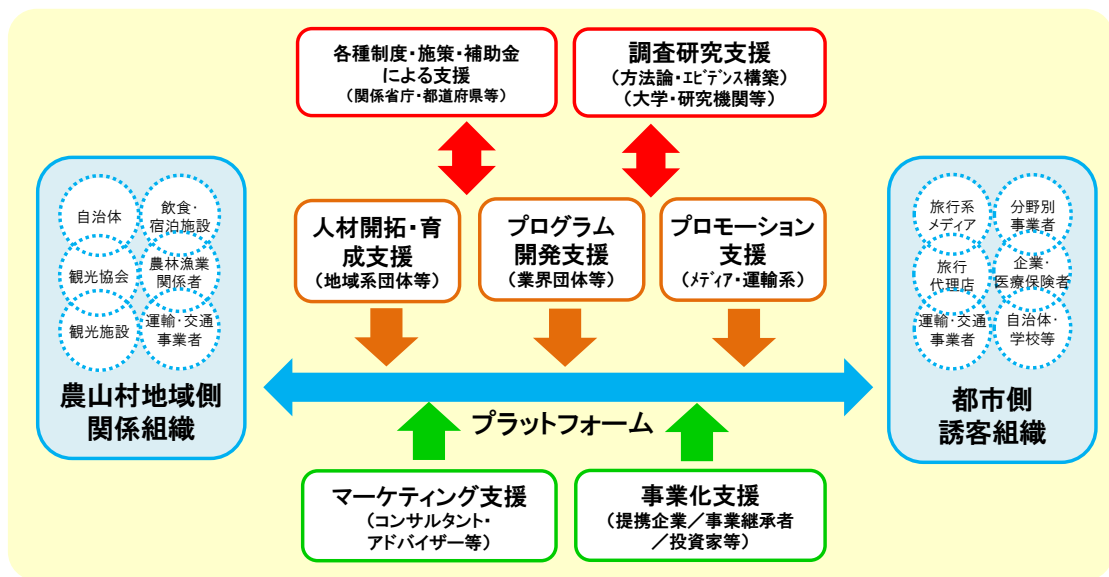 各種制度・施策・補助金
による支援
（関係省庁・都道府県等）
調査研究支援
（方法論・ｴﾋﾞﾃﾞﾝｽ構築）
（大学・研究機関等）
自治体
飲食・
宿泊施設
観光協会
農林漁業
関係者
観光施設
運輸・交通
事業者
農山村地域側
関係組織
人材開拓・育
成支援
（地域系団体等）
プログラム
開発支援
（業界団体等）
プロモーション
支援
（ﾒﾃﾞｨｱ・運輸系）
旅行系
メディア
分野別
事業者
旅行
代理店
企業・
医療保険者
運輸・交通
事業者
自治体・
学校等
都市側
誘客組織
プラットフォーム
マーケティング支援
（コンサルタント・
アドバイザー等）
事業化支援
（提携企業／事業継承者
／投資家等）